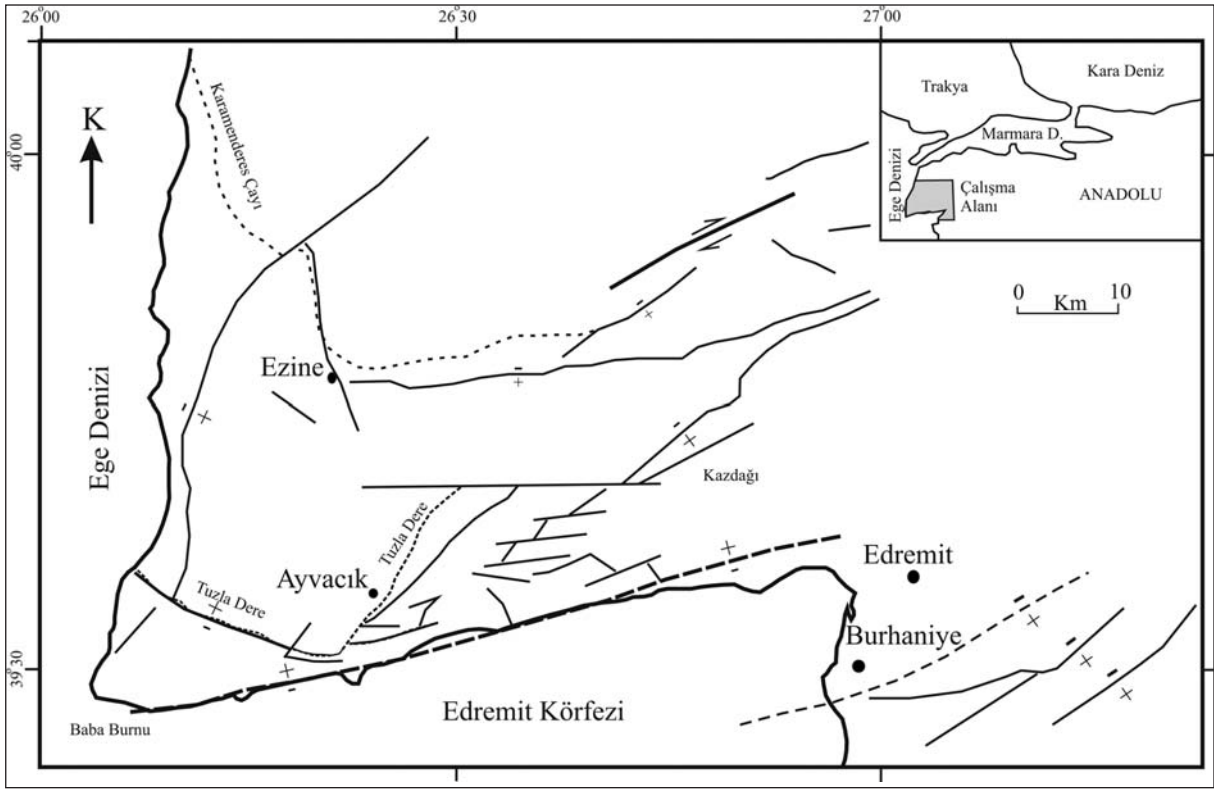 26°00
26°30
27°00
40°00
39°30
K
Karamenderes Çayı
Trakya
Kara Deniz
Marmara D.
Ege Denizi
Çalışma
Alanı
ANADOLU
0 10
Km
Ezine
Ege Denizi
Kazdağı
Tuzla Dere
Ayvacık
Tuzla Dere
Edremit
Burhaniye
Edremit Körfezi
Baba Burnu